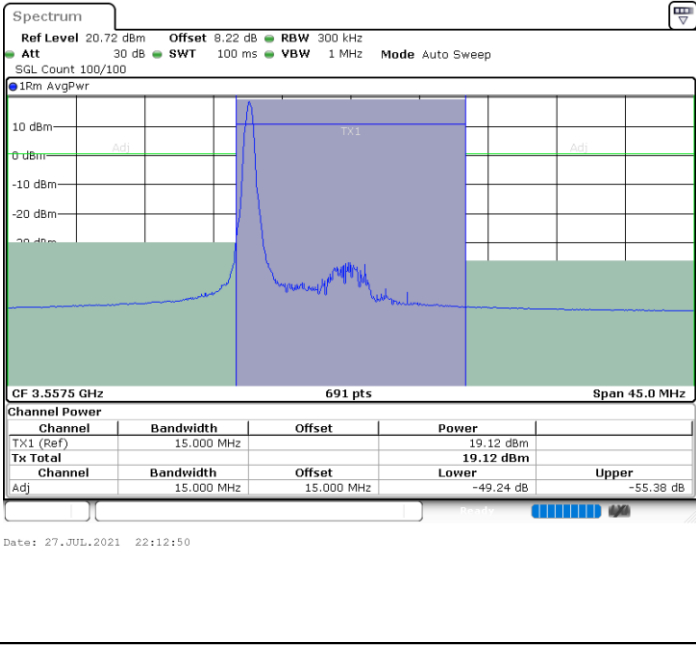 Spectrum
Ref Level 20.72 dBm Offset 8.22 dB RBW 300 kHz
Att 30 dB SWT 100 ms VBW 1 MHz Mode Auto Sweep
SGL Count 100/100
1Rm AvgPwr
10 dBm
TX1
Adj Adj
0 dBm
-10 dBm
-20 dBm
-30 dBm
CF 3.5575 GHz 691 pts Span 45.0 MHz
Channel Power
Channel Bandwidth Offset Power
TX1 (Ref) 15.000 MHz 19.12 dBm
Tx Total 19.12 dBm
Channel Bandwidth Offset Lower Upper
Adj 15.000 MHz 15.000 MHz -49.24 dB -55.38 dB
Ready
Date: 27.JUL.2021 22:12:50